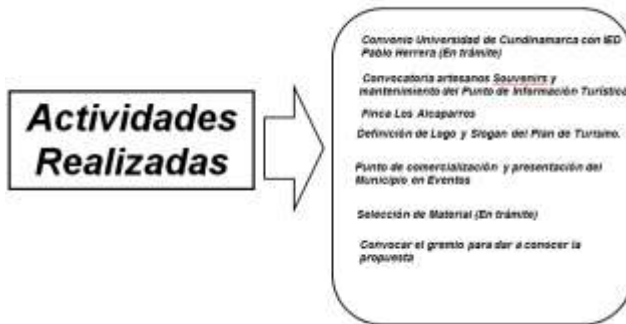 Actividades
Realizadas
Convenio Universidad de Cundinamarca con IED
Pablo Herrera (En trámite)
Convocatoria artesanos Souvenirs y
mantenimiento del Punto de Información Turística
Finca Los Alcaparros
Definición de Logo y Slogan del Plan de Turismo.
Punto de comercialización y presentación del
Municipio en Eventos
Selección de Material (En trámite)
Convocar el gremio para dar a conocer la
propuesta